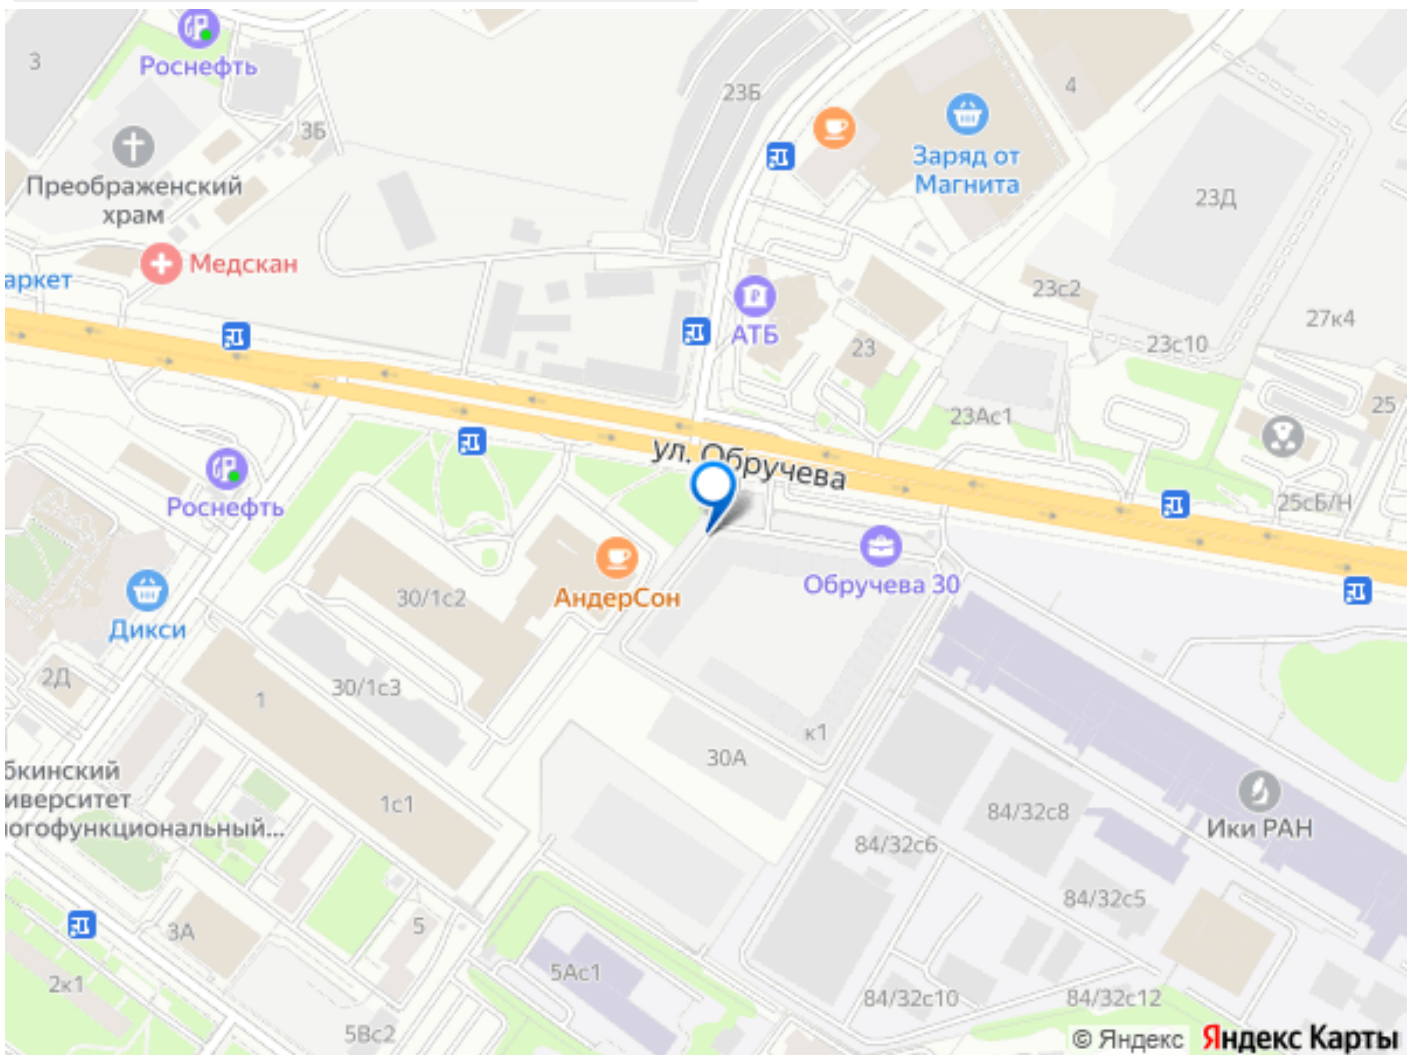 Роснефть
3
23Б
4
3Б
Заряд от
Магнита
Преображенский
храм
23Д
Медскан
аркет
23с2
27к4
АТБ
23
23с10
25
23Ас1
ул. Обручева
25сБ/Н
Роснефть
Обручева 30
АндерСон
30/1с2
Дикси
2Д
30/1с3
1
к1
30А
бкинский
иверситет
огофункциональный...
1с1
84/32с8
Ики РАН
84/32с6
84/32с5
5
3А
5Ас1
2к1
84/32с10
84/32с12
5Вс2
© Яндекс Яндекс Карты